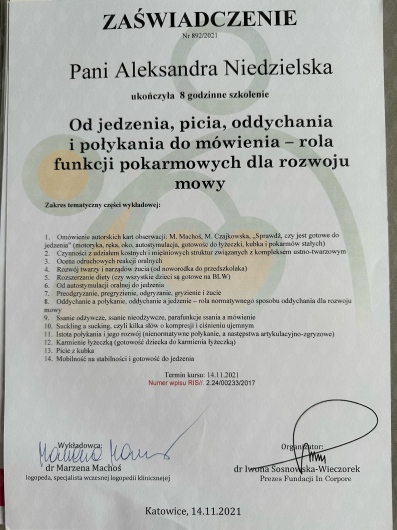 ZAŚWIADCZENIE
Nr 892/2021
Pani Aleksandra Niedzielska
ukończyła 8 godzinne szkolenie
Od jedzenia, picia, oddychania
i połykania do mówienia – rola
funkcji pokarmowych dla rozwoju
mowy
Zakres tematyczny części wykładowej:
1. Omówienie autorskich kart obserwacji: M. Machoś, M. Czajkowska, „Sprawdź, czy jest gotowe do
jedzenia” (motoryka, ręka, oko, autostymulacja, gotowość do łyżeczki, kubka i pokarmów stałych)
2. Czynności z udziałem kostnych i mięśniowych struktur związanych z kompleksem ustno-twarzowym
3. Ocena odruchowych reakcji oralnych
4. Rozwój twarzy i narządów żucia (od noworodka do przedszkolaka)
5. Rozszerzanie diety (czy wszystkie dzieci są gotowe na BLW)
6. Od autostymulacji oralnej do jedzenia
7. Preodgryzanie, pregryzienie, odgryzanie, gryzienie i żucie
8. Oddychanie a połykanie, oddychanie a jedzenie – rola normatywnego sposobu oddychania dla rozwoju
mowy
9. Ssanie odżywcze, ssanie nieodżywcze, parafunkcje ssania a mówienie
10. Suckling a sucking, czyli kilka słów o kompresji i ciśnieniu ujemnym
11. Istota połykania i jego rozwój (nienormatywne połykanie, a następstwa artykulacyjno-zgryzowe)
12. Karmienie łyżeczką (gotowość dziecka do karmienia łyżeczką)
13. Picie z kubka
14. Mobilność na stabilności i gotowość do jedzenia
Termin kursu: 14.11.2021
Numer wpisu RIS// 2.24/00233/2017
Wykładowca: Organizator:
dr Marzena Machoś dr Iwona Sosnowska-Wieczorek
logopeda, specjalista wczesnej logopedii klinicznej Prezes Fundacji In Corpore
Katowice, 14.11.2021